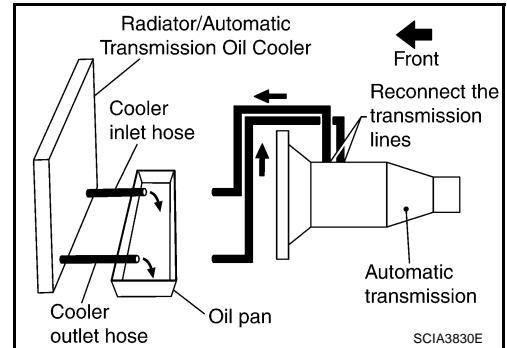 Radiator/Automatic
Transmission Oil Cooler
Front
Cooler
inlet hose
Reconnect the
transmission
lines
Automatic
transmission
Oil pan
Cooler
outlet hose
SCIA3830E